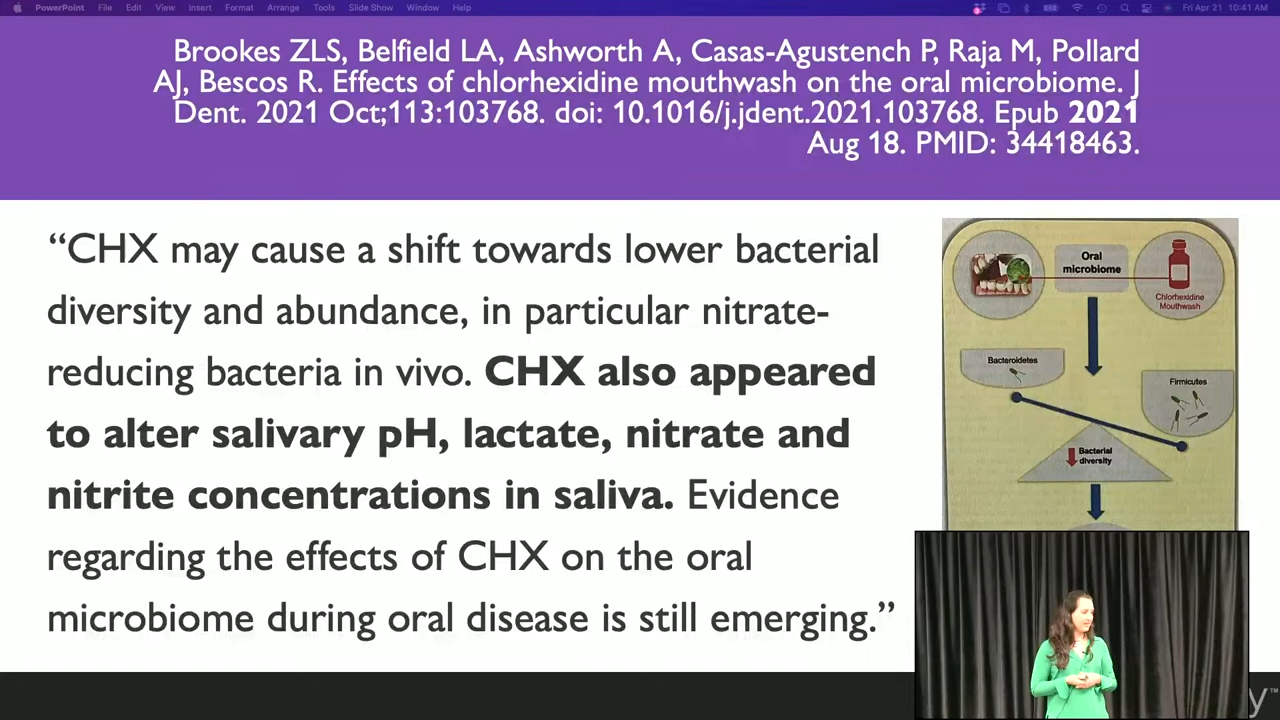 PowerPoint File Edit View Insert Format Arrange Tools Slide Show Window Help Fri Apr 21 10:41 AM
Brookes ZLS, Belfield LA, Ashworth A, Casas-Agustench P, Raja M, Pollard
AJ, Bescos R. Effects of chlorhexidine mouthwash on the oral microbiome. J
Dent. 2021 Oct;113:103768. doi: 10.1016/j.jdent.2021.103768. Epub 2021
Aug 18. PMID: 34418463.
“CHX may cause a shift towards lower bacterial
diversity and abundance, in particular nitrate-
reducing bacteria in vivo. CHX also appeared
to alter salivary pH, lactate, nitrate and
nitrite concentrations in saliva. Evidence
regarding the effects of CHX on the oral
microbiome during oral disease is still emerging.”
Oral
microbiome
Chlorhexidine
Mouthwash
Bacteroidetes
Firmicutes
Bacterial
diversity
y™